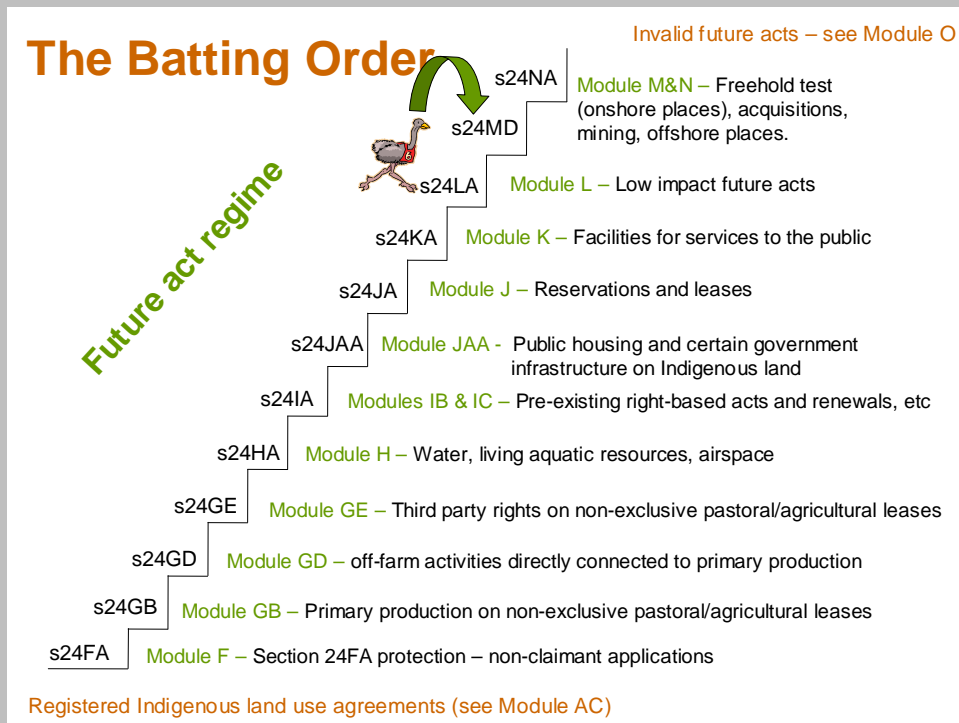 Invalid future acts – see Module O
The Batting Order
s24NA
Module M&N – Freehold test
(onshore places), acquisitions,
mining, offshore places.
s24MD
6
s24LA
Module L – Low impact future acts
Future act regime
s24KA
Module K – Facilities for services to the public
s24JA
Module J – Reservations and leases
s24JAA
Module JAA - Public housing and certain government
infrastructure on Indigenous land
s24IA
Modules IB & IC – Pre-existing right-based acts and renewals, etc
s24HA
Module H – Water, living aquatic resources, airspace
s24GE
Module GE – Third party rights on non-exclusive pastoral/agricultural leases
s24GD
Module GD – off-farm activities directly connected to primary production
s24GB
Module GB – Primary production on non-exclusive pastoral/agricultural leases
s24FA
Module F – Section 24FA protection – non-claimant applications
Registered Indigenous land use agreements (see Module AC)